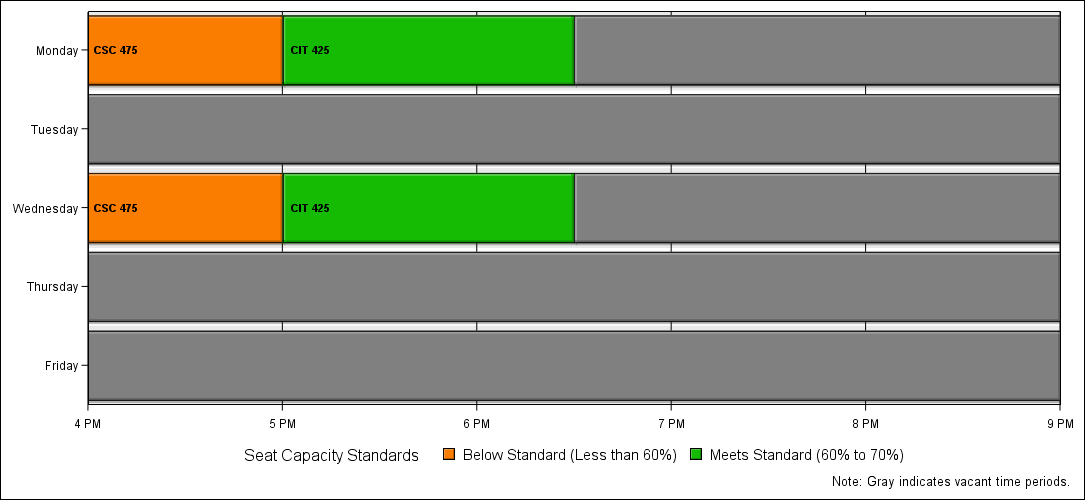 Monday CSC 475 CIT 425
Tuesday
Wednesday CSC 475 CIT 425
Thursday
Friday
4 PM 5 PM 6 PM 7 PM 8 PM 9 PM
Seat Capacity Standards Below Standard (Less than 60%) Meets Standard (60% to 70%)
Note: Gray indicates vacant time periods.